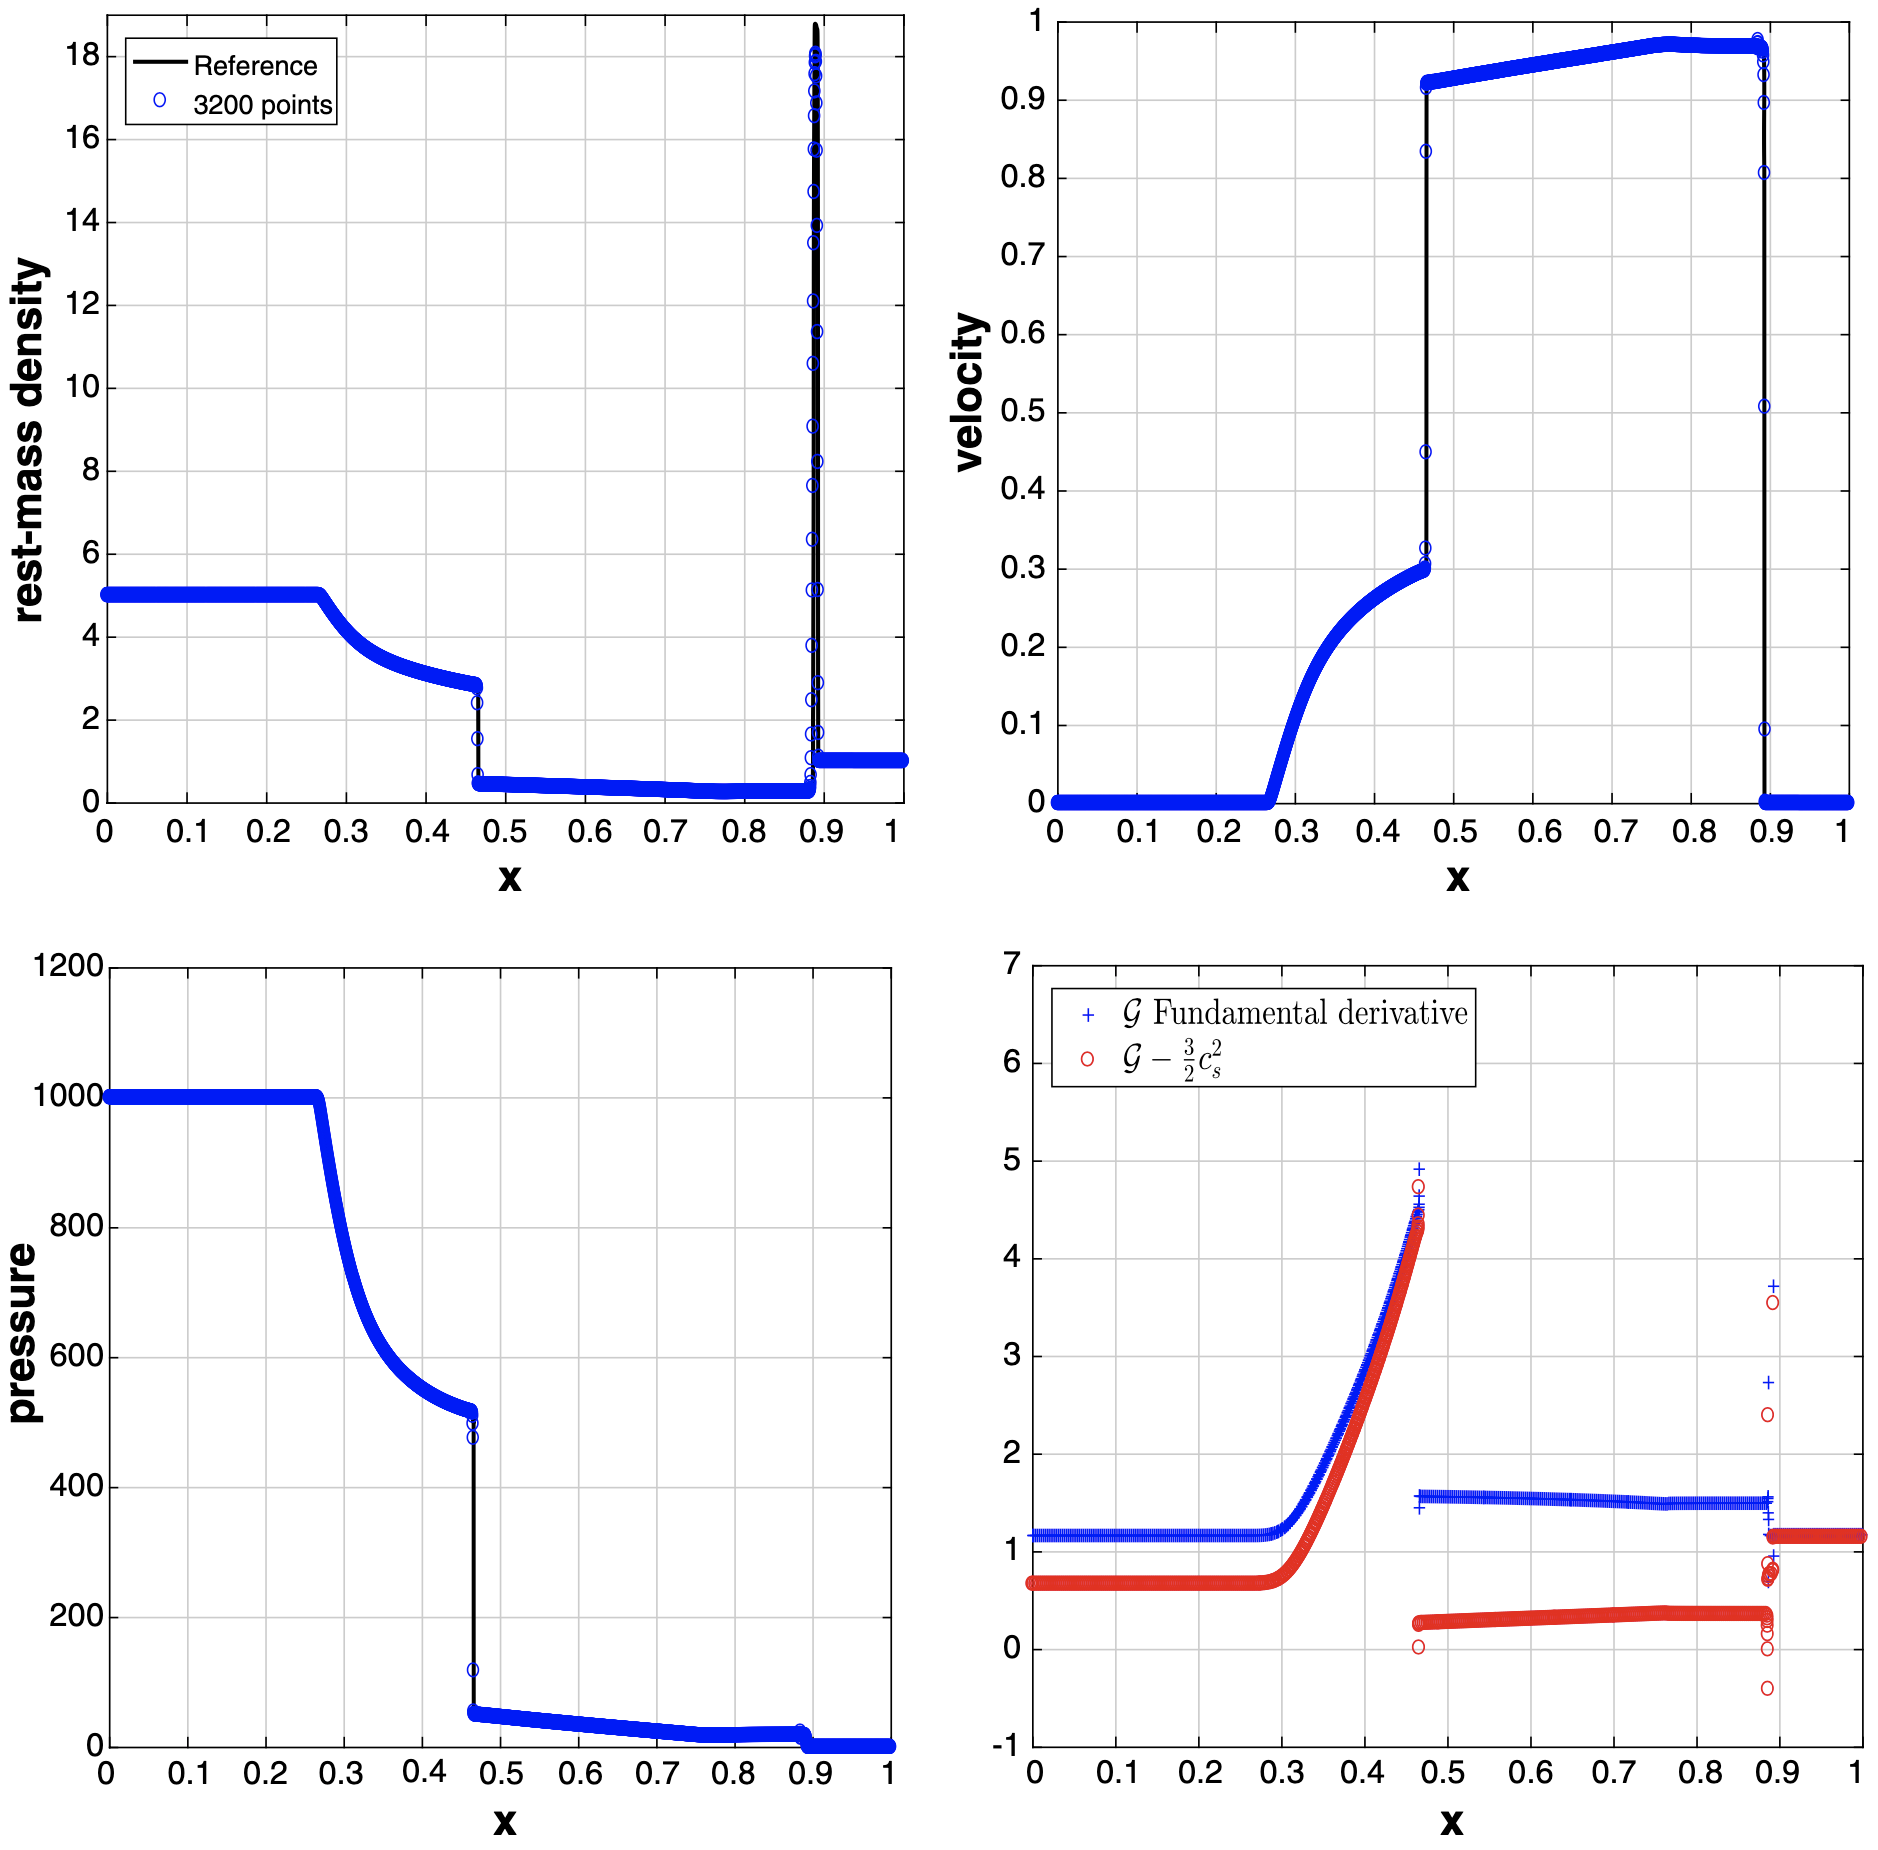 18
16
14
12
10
8
6
4
2
0
rest-mass density
Reference
3200 points
0 0.1 0.2 0.3 0.4 0.5 0.6 0.7 0.8 0.9 1
x
1
0.9
0.8
0.7
0.6
0.5
0.4
0.3
0.2
0.1
0
velocity
0 0.1 0.2 0.3 0.4 0.5 0.6 0.7 0.8 0.9 1
x
1200
1000
800
600
400
200
0
pressure
0 0.1 0.2 0.3 0.4 0.5 0.6 0.7 0.8 0.9 1
x
7
6
5
4
3
2
1
0
-1
𝒢 Fundamental derivative
𝒢 − 3/2 c_s^2
0 0.1 0.2 0.3 0.4 0.5 0.6 0.7 0.8 0.9 1
x